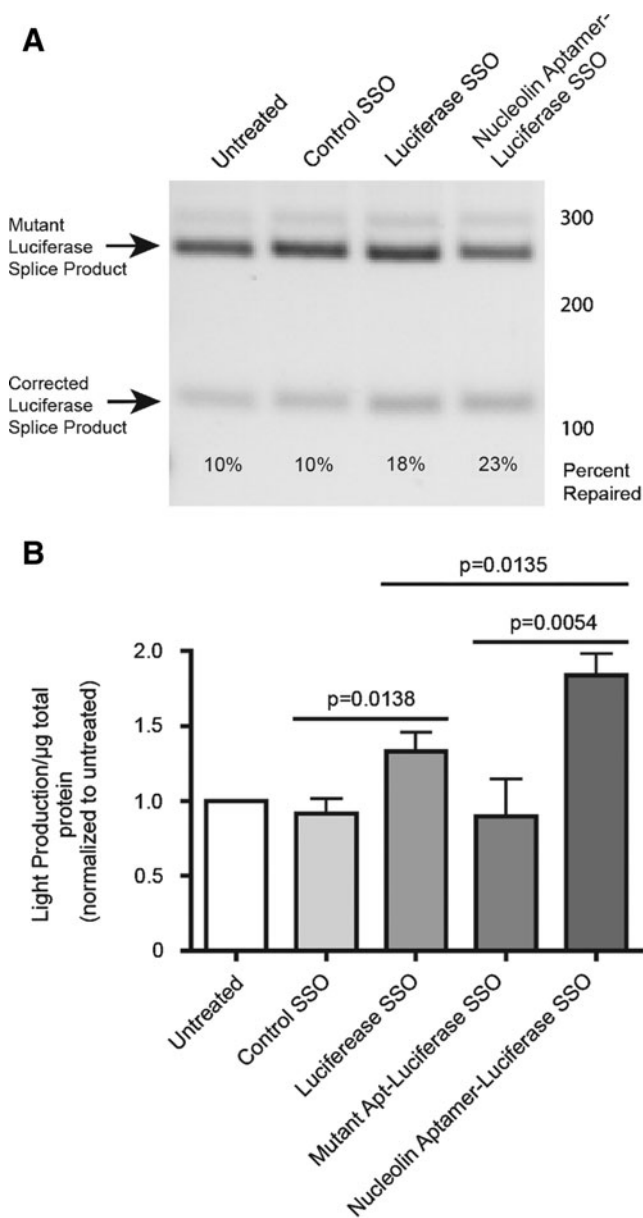 A
Untreated
Control SSO
Luciferase SSO
Nucleolin Aptamer-
Luciferase SSO
Mutant
Luciferase
Splice Product
300
200
Corrected
Luciferase
Splice Product
100
10%
10%
18%
23%
Percent
Repaired
B
p=0.0135
p=0.0054
p=0.0138
Light Production/µg total
protein
(normalized to untreated)
2.0
1.5
1.0
0.5
0
Untreated
Control SSO
Luciferease SSO
Mutant Apt-Luciferase SSO
Nucleolin Aptamer-Luciferase SSO